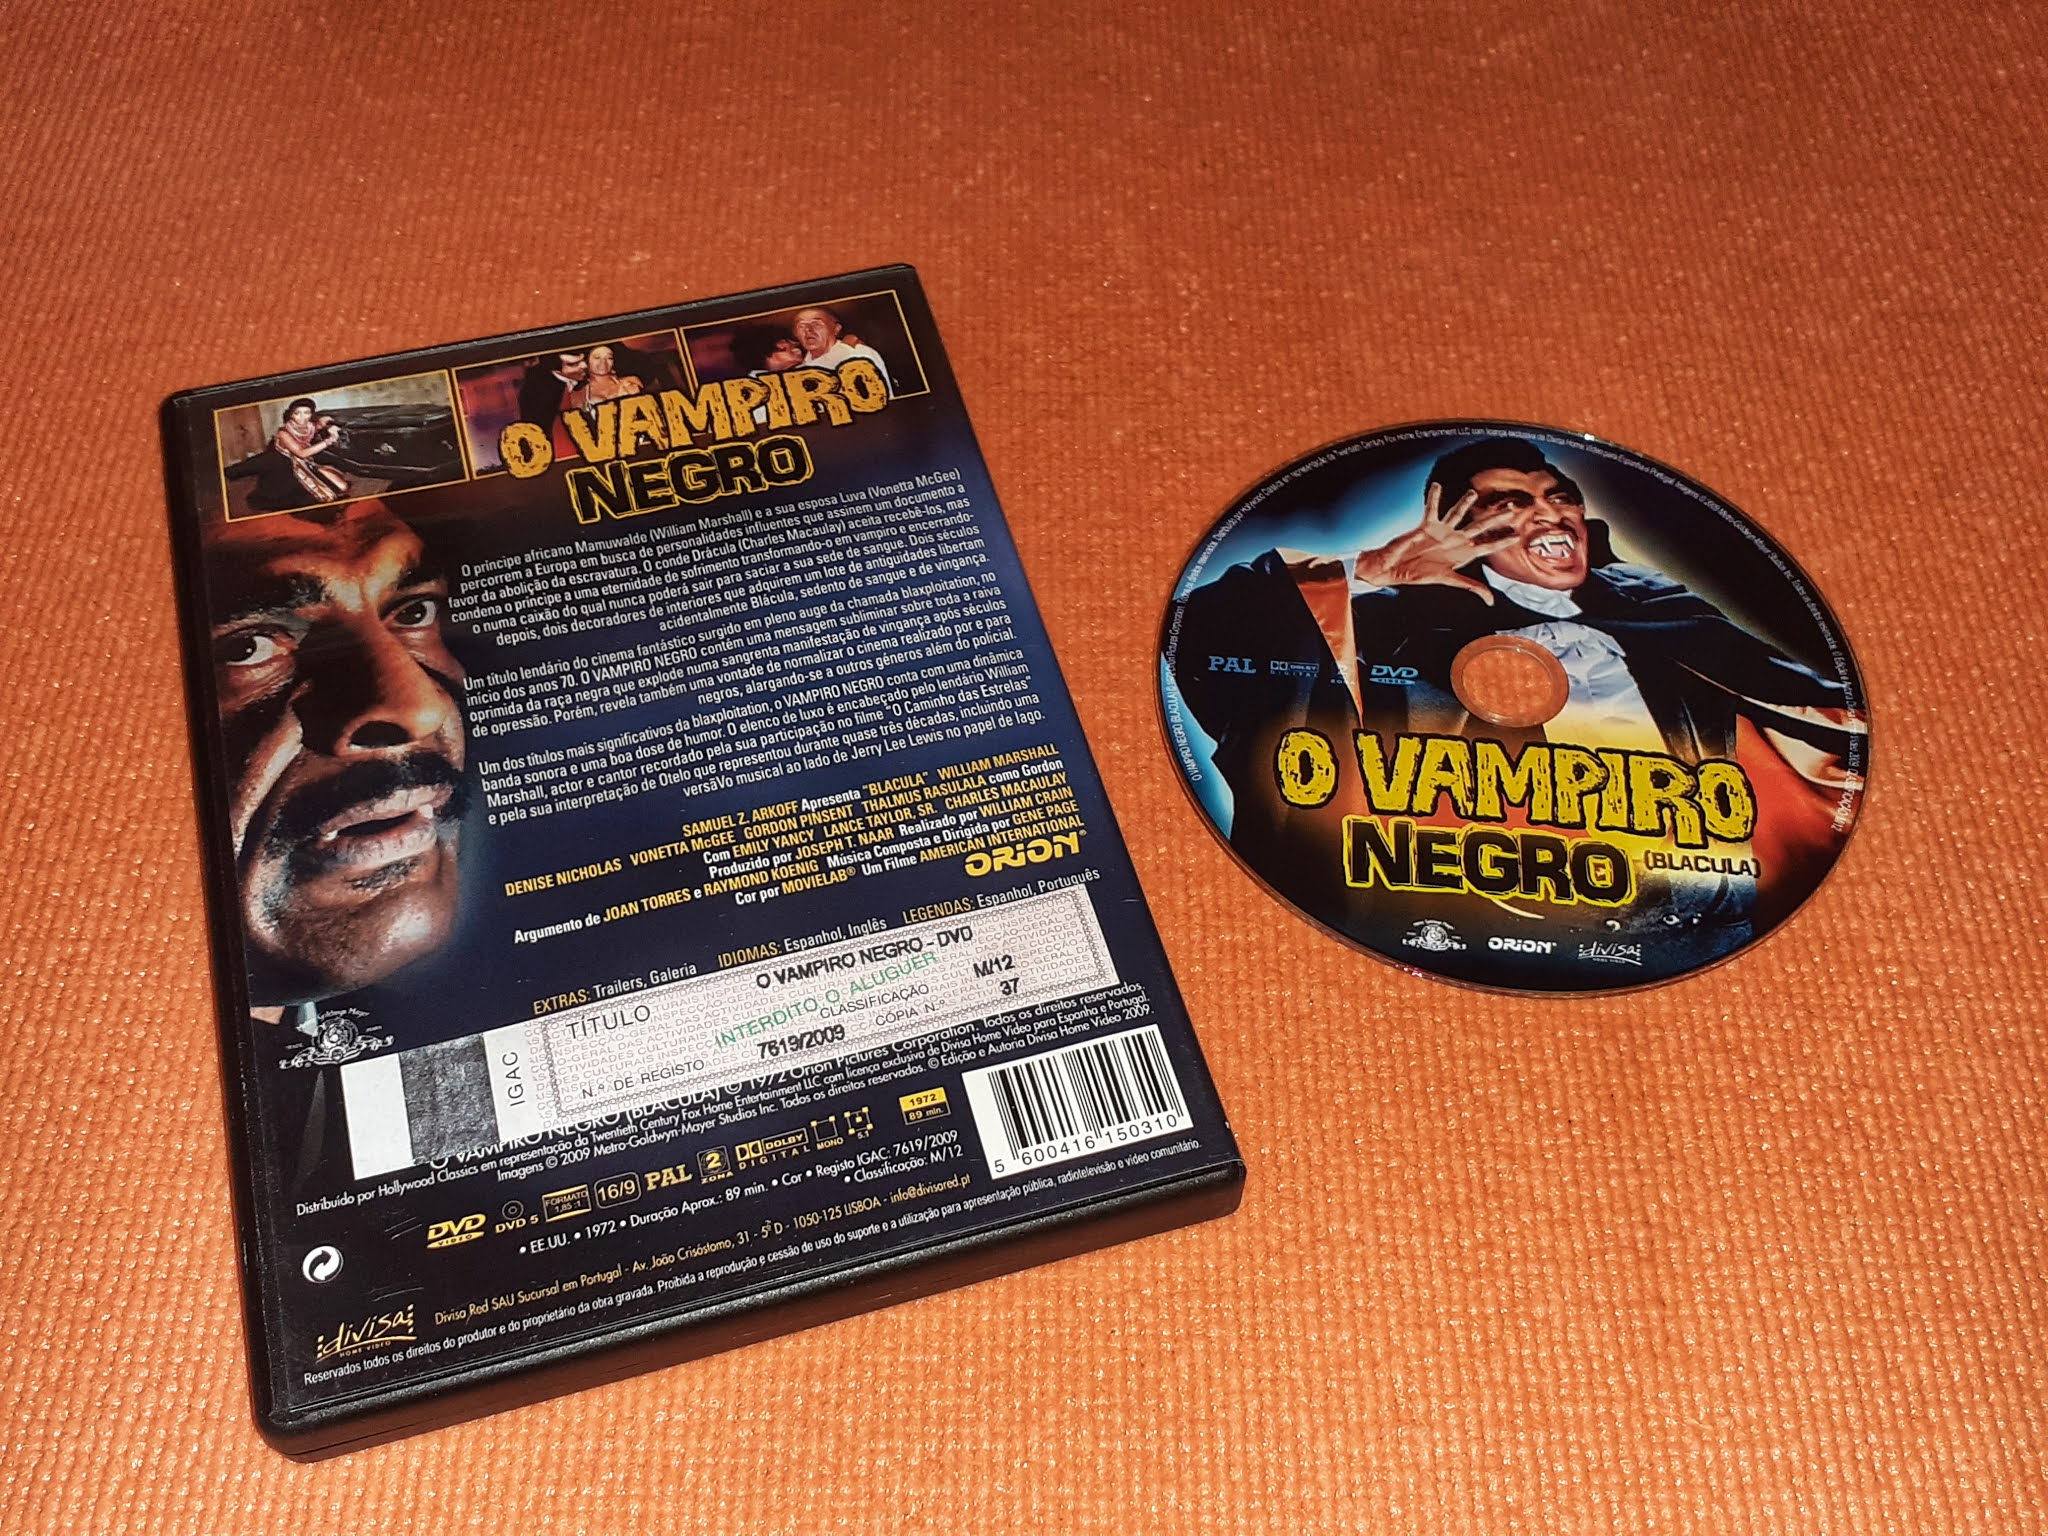 O VAMPIRO
NEGRO
O príncipe africano Mamuwalde (William Marshall) e a sua esposa Luva (Vonetta McGee)
percorrem a Europa em busca de personalidades influentes que assinem um documento a
favor da abolição da escravatura. O conde Drácula (Charles Macaulay) aceita recebê-los, mas
condena o príncipe a uma eternidade de sofrimento transformando-o em vampiro e encerrando-
o numa caixão do qual nunca poderá sair para saciar a sua sede de sangue. Dois séculos
depois, dois decoradores de interiores que adquirem um lote de antigüidades libertam
acidentalmente Blácula, sedento de sangue e de vingança.
Um título lendário do cinema fantástico surgido em pleno auge da chamada blaxploitation, no
início dos anos 70. O VAMPIRO NEGRO contém uma mensagem subliminar sobre toda a raiva
oprimida da raça negra que explode numa sangrenta manifestação de vingança após séculos
de opressão. Porém, revela também uma vontade de normalizar o cinema realizado por e para
negros, alargando-se a outros géneros além do policial.
Um dos títulos mais significativos da blaxploitation, o VAMPIRO NEGRO conta com uma dinâmica
banda sonora e uma boa dose de humor. O elenco de luxo é encabeçado pelo lendário William
Marshall, actor e cantor recordado pela sua participação no filme "O Caminho das Estrelas"
e pela sua interpretação de Otelo que representou durante quase três décadas, incluindo uma
versãVo musical ao lado de Jerry Lee Lewis no papel de Iago.
SAMUEL Z. ARKOFF Apresenta "BLACULA" WILLIAM MARSHALL
DENISE NICHOLAS VONETTA McGEE GORDON PINSENT THALMUS RASULALA como Gordon
Com EMILY YANCY LANCE TAYLOR, SR. CHARLES MACAULAY
Produzido por JOSEPH T. NAAR Realizado por WILLIAM CRAIN
Argumento de JOAN TORRES e RAYMOND KOENIG Música Composta e Dirigida por GENE PAGE
Cor por MOVIELAB® Um Filme AMERICAN INTERNATIONAL
ORION®
EXTRAS: Trailers, Galeria IDIOMAS: Espanhol, Inglês LEGENDAS: Espanhol, Português
IGAC
TÍTULO O VAMPIRO NEGRO - DVD
INTERDITO O ALUGUER
CLASSIFICAÇÃO M/12
N.º DE REGISTO 7619/2009 CÓPIA N.º 37
O VAMPIRO NEGRO (BLACULA) © 1972 Orion Pictures Corporation. Todos os direitos reservados.
Distribuído por Hollywood Classics em representação da Twentieth Century Fox Home Entertainment LLC com licença exclusiva de Divisa Home Video para Espanha e Portugal.
Imagens © 2009 Metro-Goldwyn-Mayer Studios Inc. Todos os direitos reservados. © Edição e Autoria Divisa Home Video 2009.
DVD VIDEO DVD 5 FORMATO 1,85:1 16/9 PAL 2 ZONA DOLBY DIGITAL MONO 5.1 1972 89 min.
• EE.UU. • 1972 • Duração Aprox.: 89 min. • Cor • Registo IGAC: 7619/2009
• Classificação: M/12
5 600416 150310
Divisa Red SAU Sucursal em Portugal - Av. João Crisóstomo, 31 - 5º D - 1050-125 LISBOA - info@divisared.pt
divisa
HOME VIDEO
Reservados todos os direitos do produtor e do proprietário da obra gravada. Proibida a reprodução e cessão de uso do suporte e a utilização para apresentação pública, radiotelevisão e video comunitário.
PAL DOLBY DIGITAL DVD VIDEO
O VAMPIRO
NEGRO (BLACULA)
ORION® divisa
HOME VIDEO